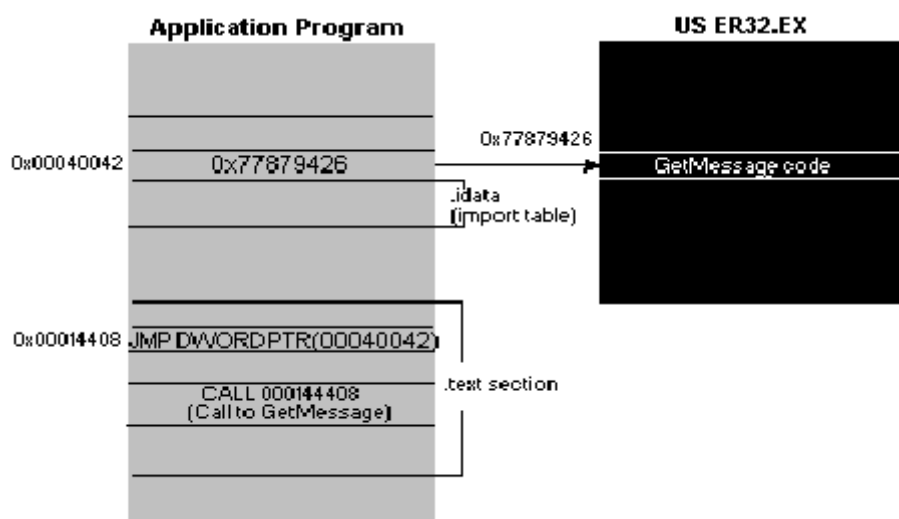 Application Program
US ER32.EX
0x77879426
0x00040042
0x77879426
GetMessage code
.idata
(import table)
0x00014408
JMP DWORDPTR(00040042)
.text section
CALL 000144408
(Call to GetMessage)